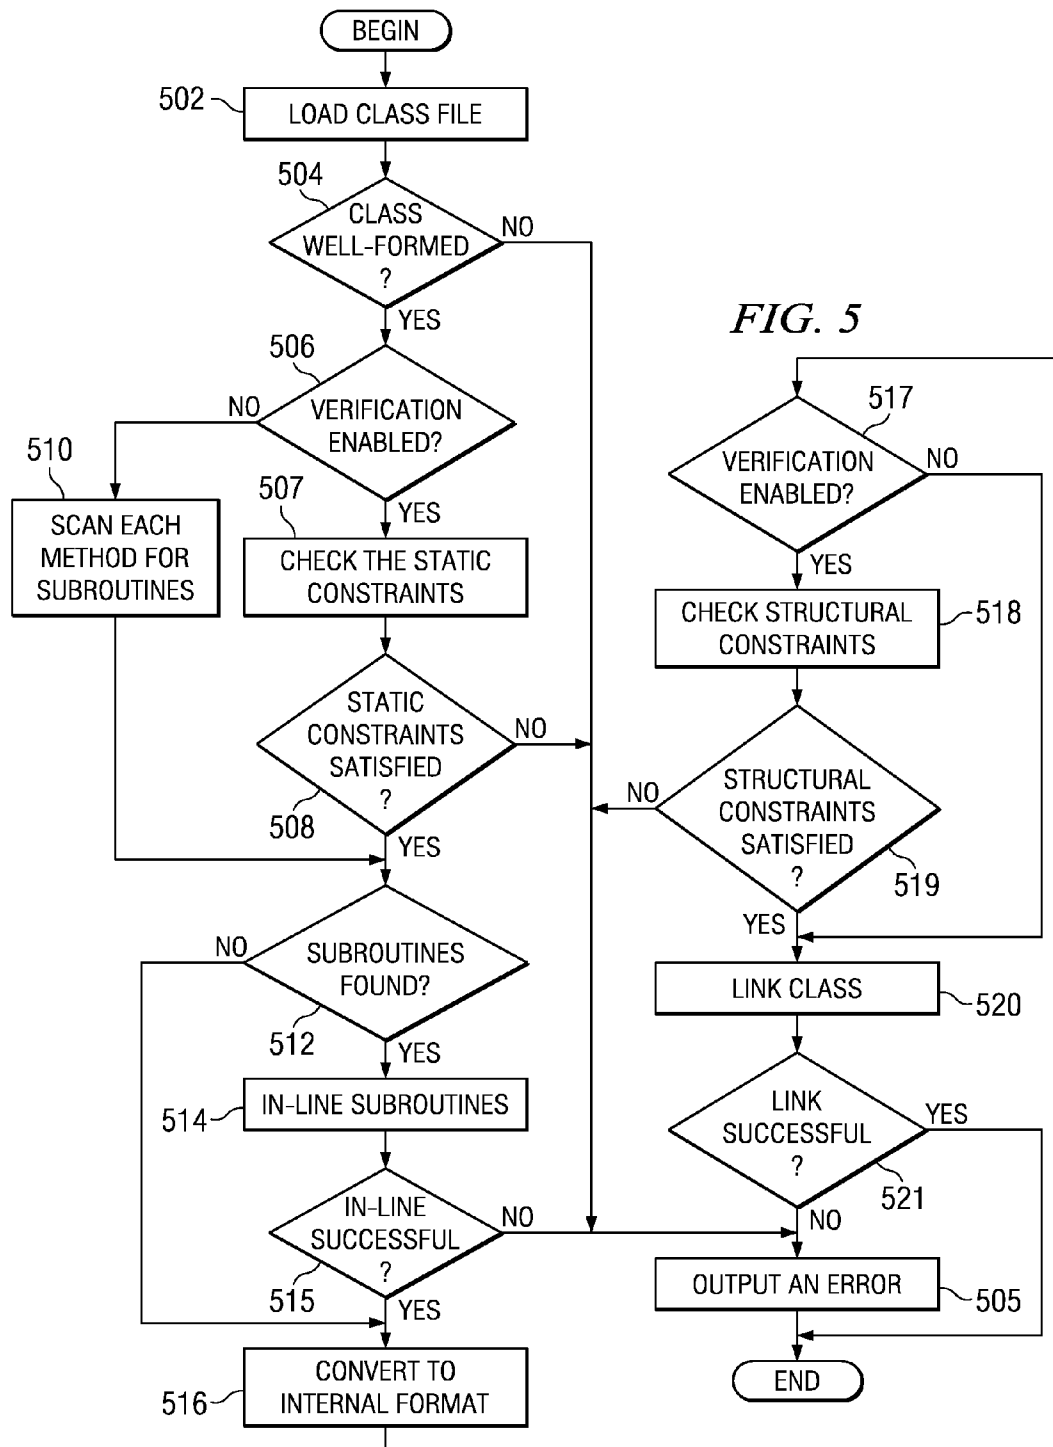 BEGIN
502
LOAD CLASS FILE
504
CLASS
WELL-FORMED
?
NO
YES
506
VERIFICATION
ENABLED?
NO
YES
510
SCAN EACH
METHOD FOR
SUBROUTINES
507
CHECK THE STATIC
CONSTRAINTS
STATIC
CONSTRAINTS
SATISFIED
?
508
NO
YES
SUBROUTINES
FOUND?
512
NO
YES
514
IN-LINE SUBROUTINES
IN-LINE
SUCCESSFUL
?
515
NO
YES
516
CONVERT TO
INTERNAL FORMAT
FIG. 5
517
VERIFICATION
ENABLED?
NO
YES
CHECK STRUCTURAL
CONSTRAINTS
518
STRUCTURAL
CONSTRAINTS
SATISFIED
?
519
NO
YES
LINK CLASS
520
LINK
SUCCESSFUL
?
521
YES
NO
OUTPUT AN ERROR
505
END